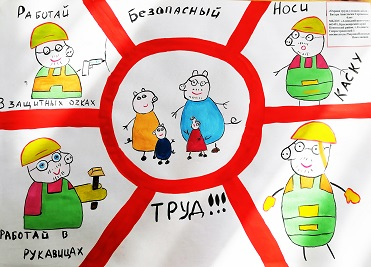 РАБОТАЙ
В ЗАЩИТНЫХ ОЧКАХ
БЕЗОПАСНЫЙ
ТРУД!!!
НОСИ
КАСКУ
РАБОТАЙ В
РУКАВИЦАХ